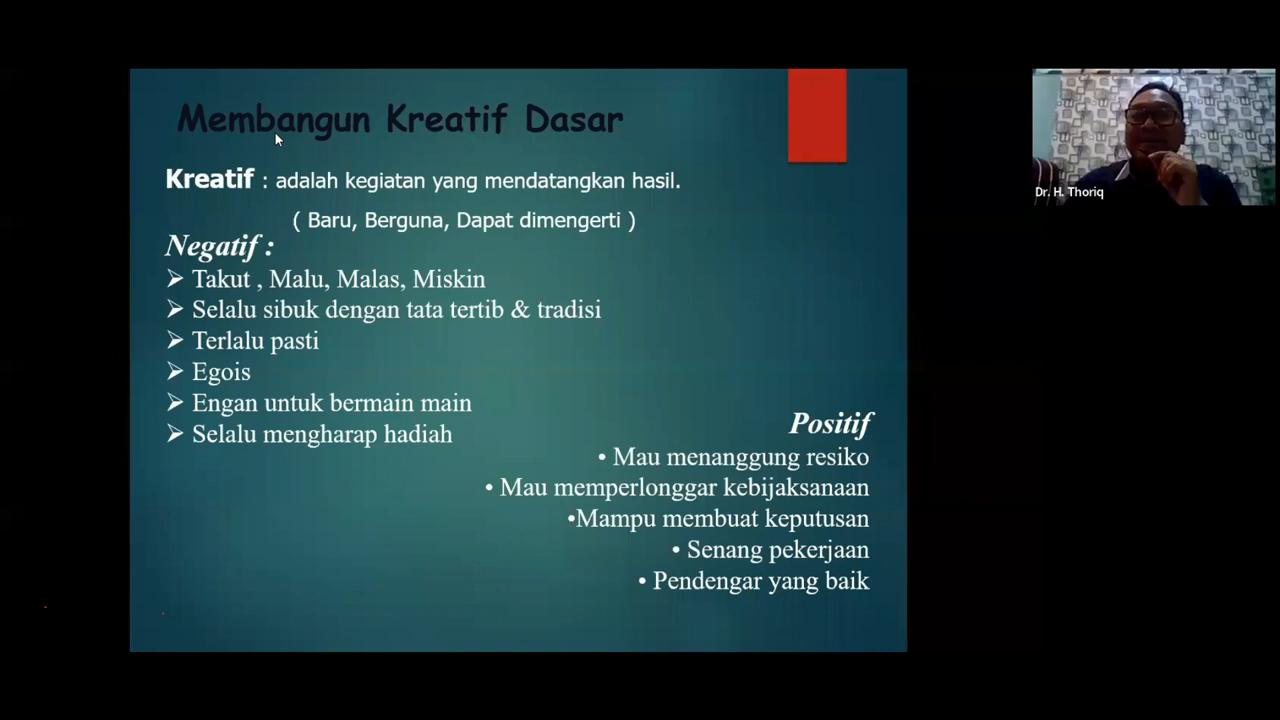 Membangun Kreatif Dasar
Kreatif : adalah kegiatan yang mendatangkan hasil.
( Baru, Berguna, Dapat dimengerti )
Negatif :
➢ Takut , Malu, Malas, Miskin
➢ Selalu sibuk dengan tata tertib & tradisi
➢ Terlalu pasti
➢ Egois
➢ Engan untuk bermain main
➢ Selalu mengharap hadiah
Positif
• Mau menanggung resiko
• Mau memperlonggar kebijaksanaan
•Mampu membuat keputusan
• Senang pekerjaan
• Pendengar yang baik
Dr. H. Thoriq